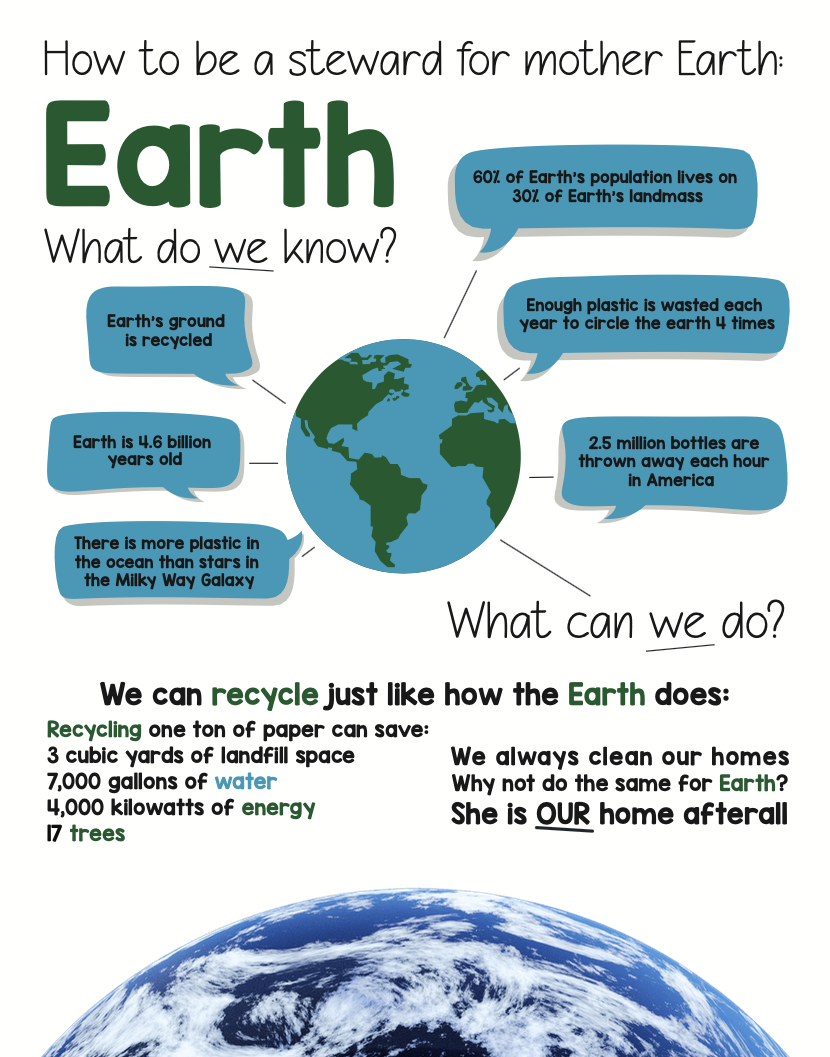 How to be a steward for mother Earth:
Earth
What do we know?
60% of Earth's population lives on
30% of Earth's landmass
Enough plastic is wasted each
year to circle the earth 4 times
Earth's ground
is recycled
Earth is 4.6 billion
years old
2.5 million bottles are
thrown away each hour
in America
There is more plastic in
the ocean than stars in
the Milky Way Galaxy
What can we do?
We can recycle just like how the Earth does:
Recycling one ton of paper can save:
3 cubic yards of landfill space
7,000 gallons of water
4,000 kilowatts of energy
17 trees
We always clean our homes
Why not do the same for Earth?
She is OUR home afterall